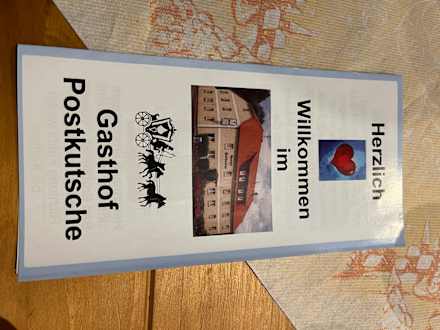 Herzlich
Willkommen
im
Gasthof
Postkutsche